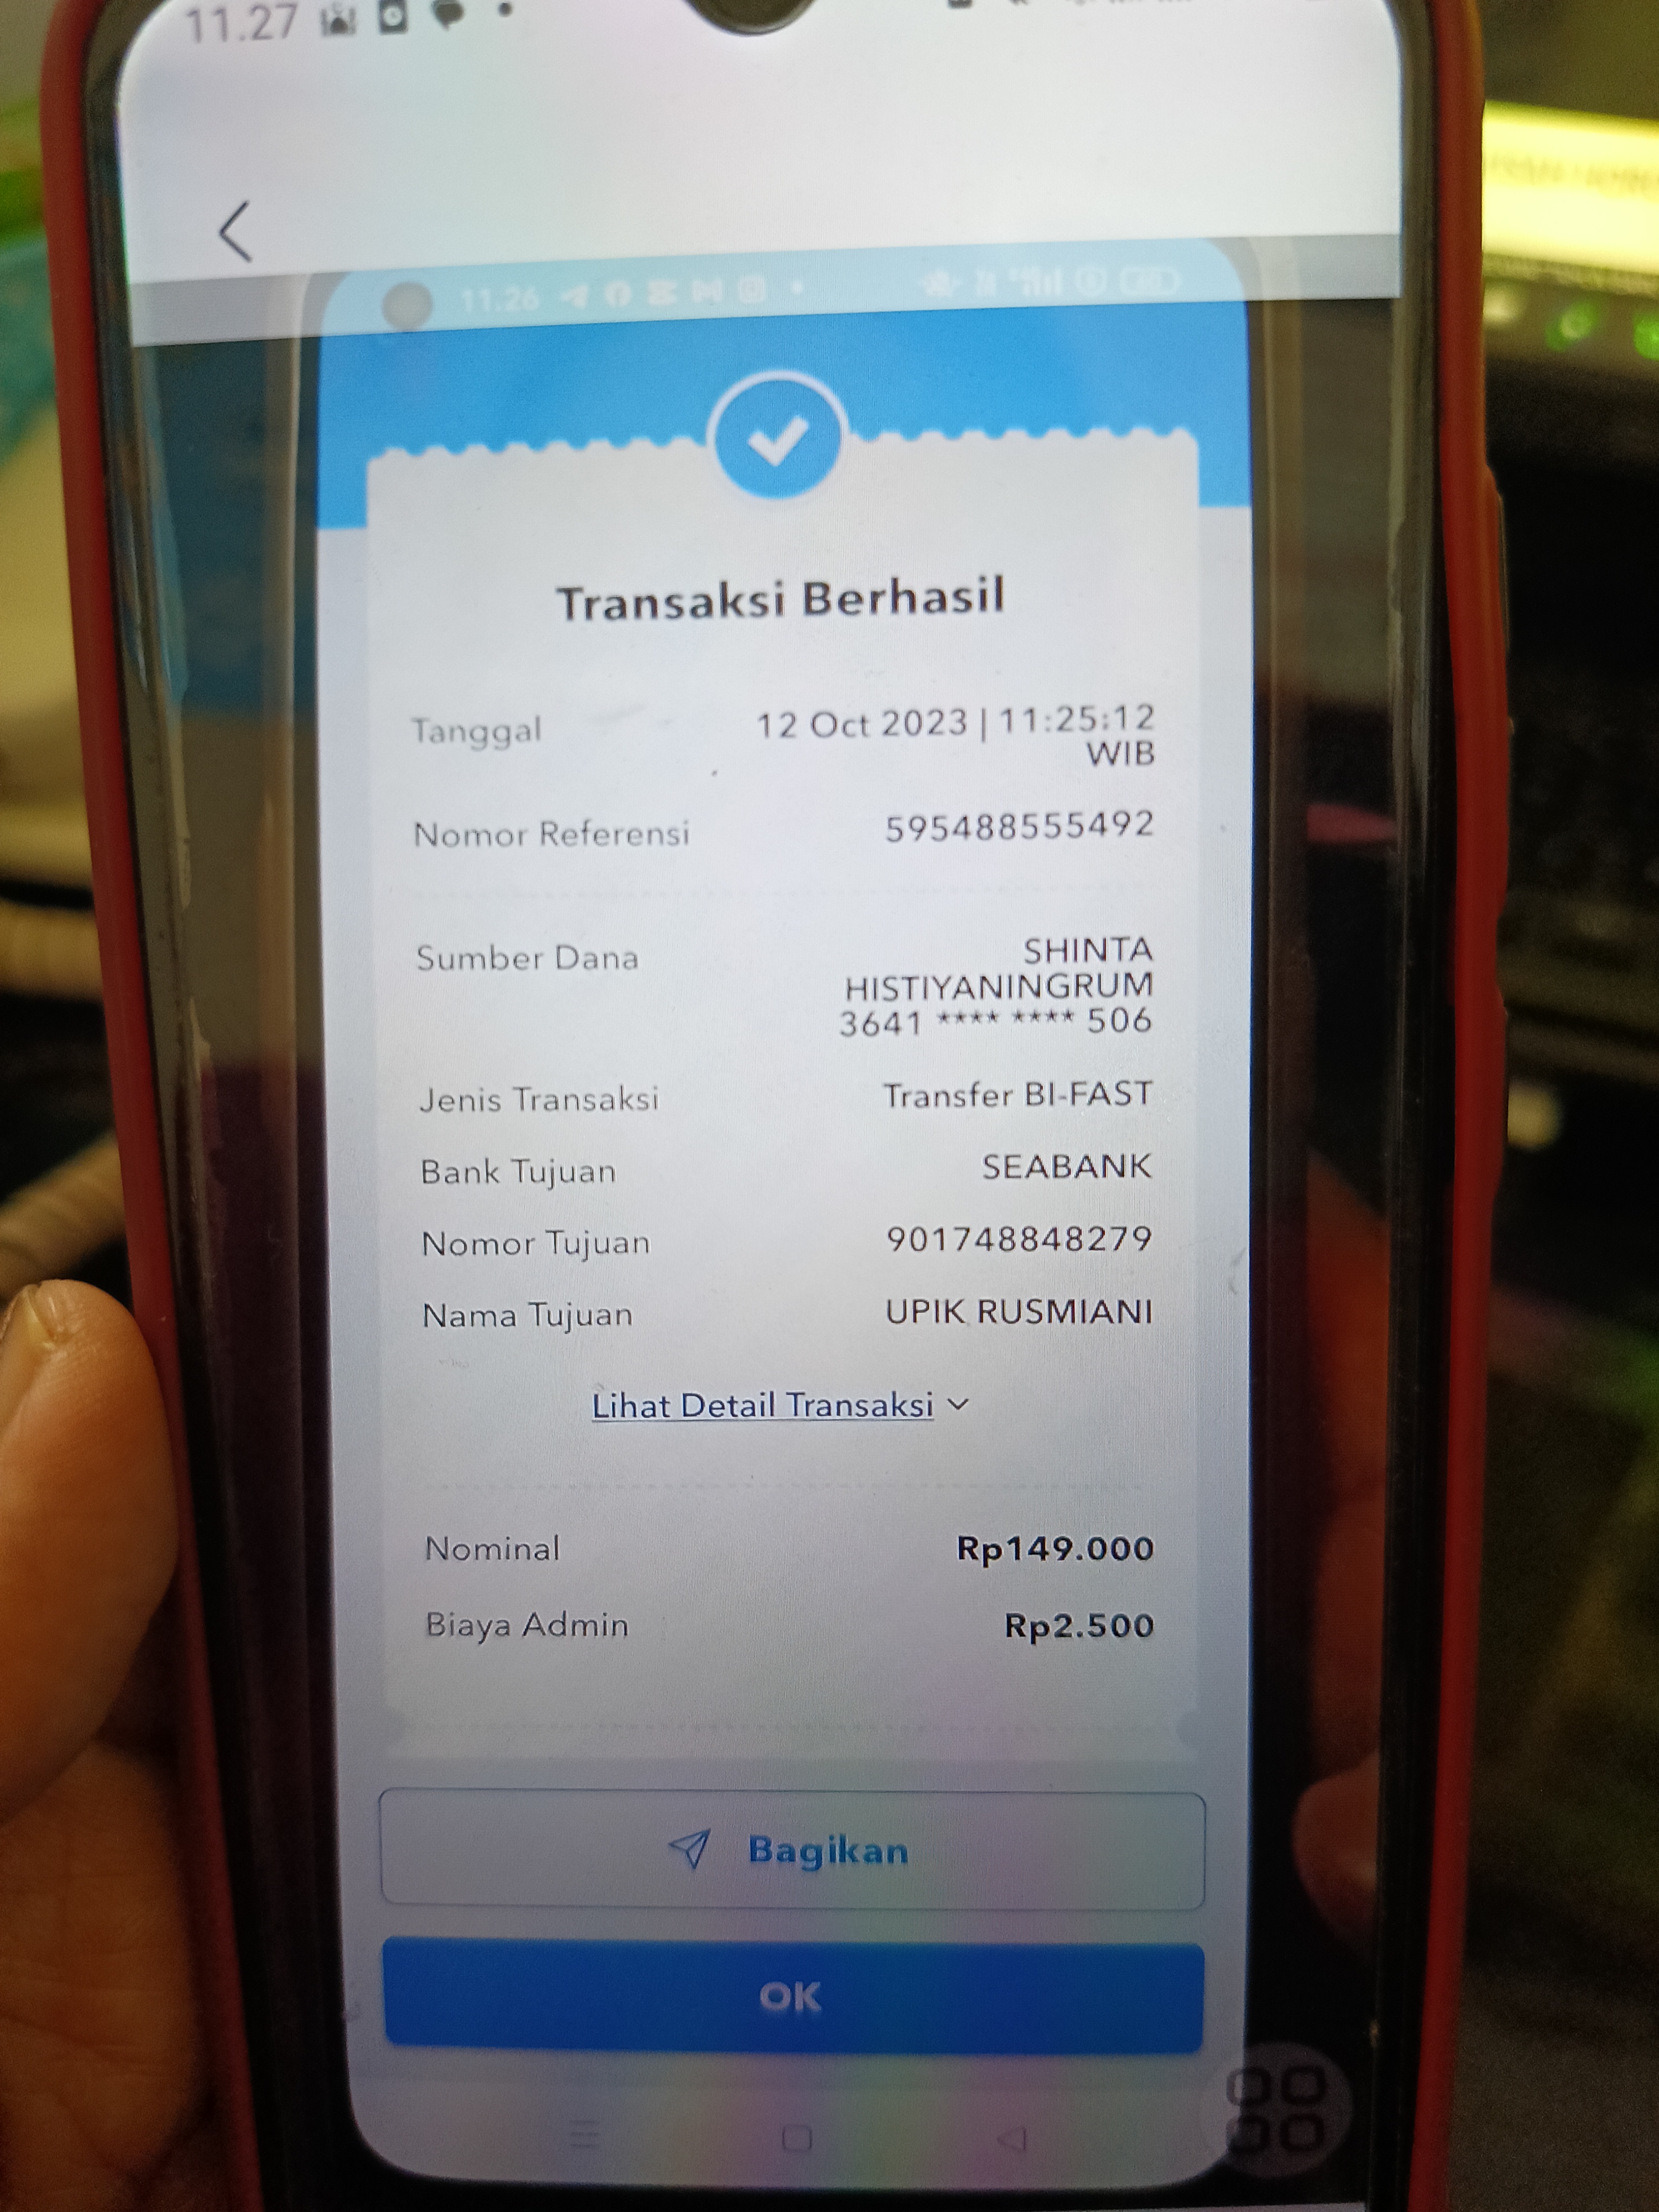 11.27
11.26
Transaksi Berhasil
Tanggal 12 Oct 2023 | 11:25:12
WIB
Nomor Referensi 595488555492
Sumber Dana SHINTA
HISTIYANINGRUM
3641 **** **** 506
Jenis Transaksi Transfer BI-FAST
Bank Tujuan SEABANK
Nomor Tujuan 901748848279
Nama Tujuan UPIK RUSMIANI
Lihat Detail Transaksi
Nominal Rp149.000
Biaya Admin Rp2.500
Bagikan
OK